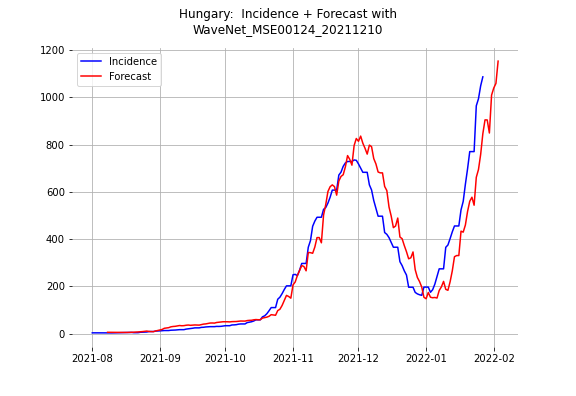 Hungary:  Incidence + Forecast with
WaveNet_MSE00124_20211210
1200
1000
800
600
400
200
0
Incidence
Forecast
2021-08 2021-09 2021-10 2021-11 2021-12 2022-01 2022-02